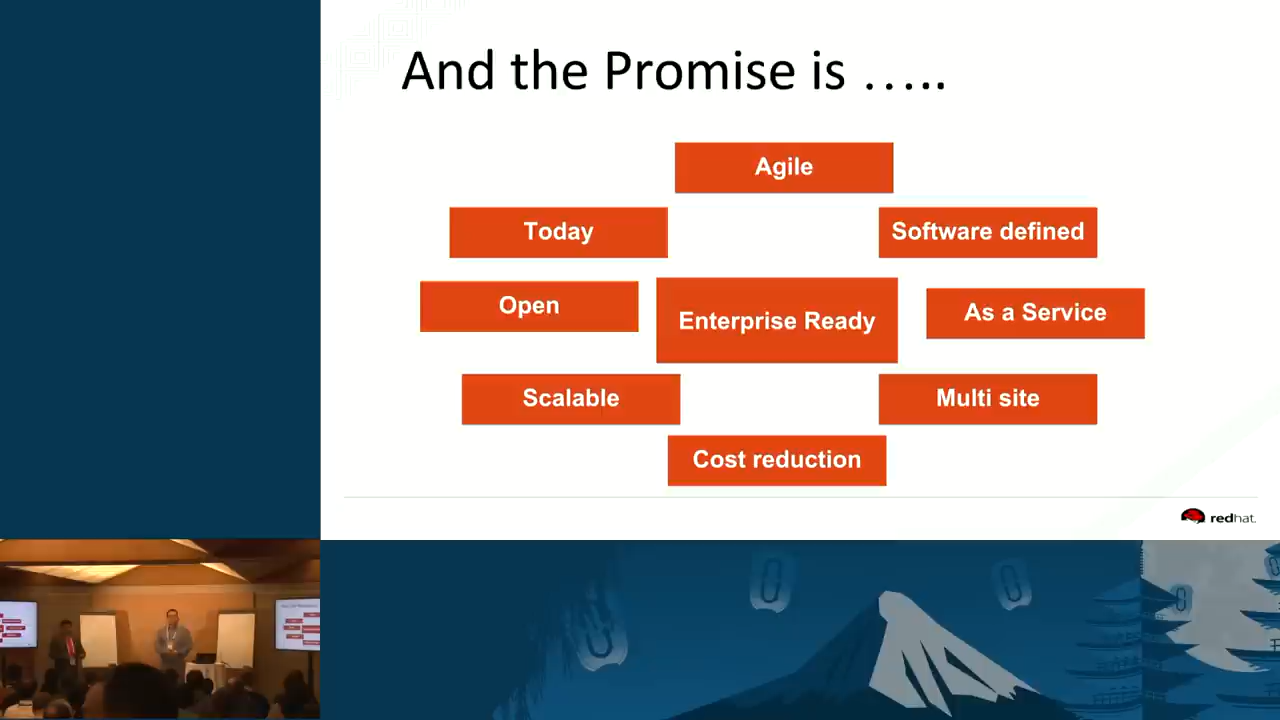 And the Promise is …..
Agile
Today
Software defined
Open
Enterprise Ready
As a Service
Scalable
Multi site
Cost reduction
redhat.